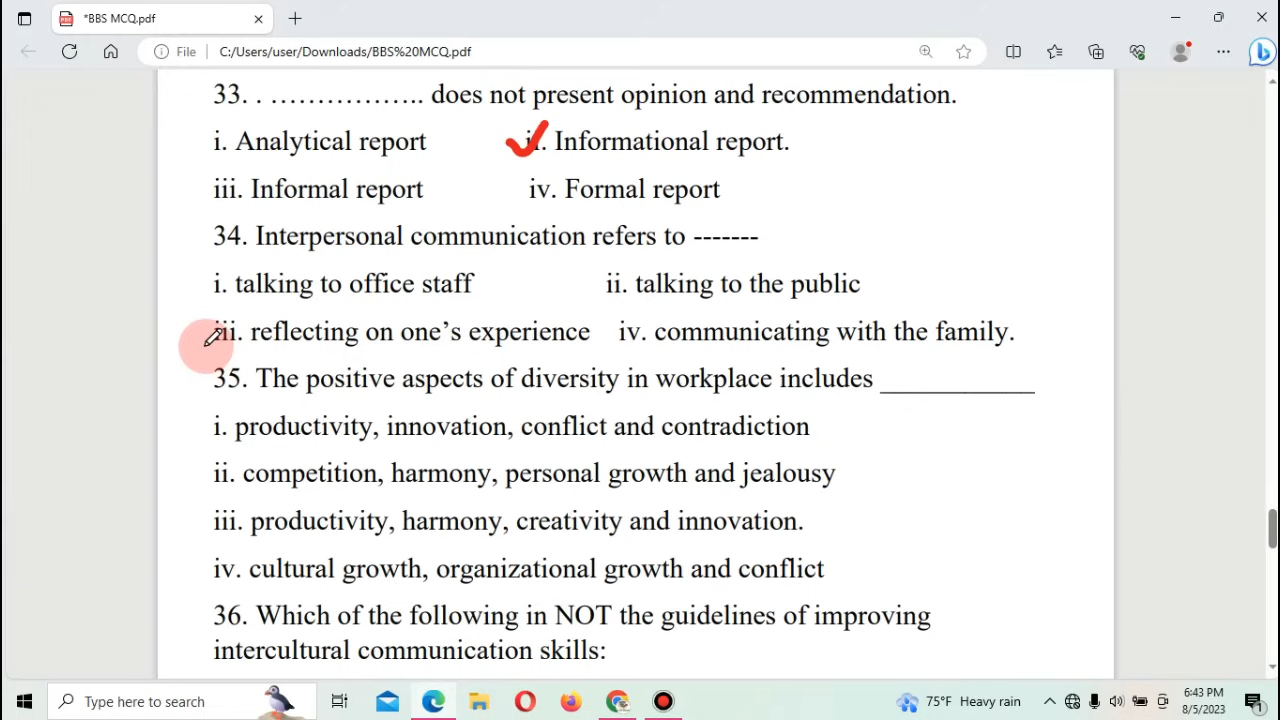 *BBS MCQ.pdf
File C:/Users/user/Downloads/BBS%20MCQ.pdf
33. . ……………….. does not present opinion and recommendation.
i. Analytical report ii. Informational report.
iii. Informal report iv. Formal report
34. Interpersonal communication refers to -------
i. talking to office staff ii. talking to the public
iii. reflecting on one’s experience iv. communicating with the family.
35. The positive aspects of diversity in workplace includes ___________
i. productivity, innovation, conflict and contradiction
ii. competition, harmony, personal growth and jealousy
iii. productivity, harmony, creativity and innovation.
iv. cultural growth, organizational growth and conflict
36. Which of the following in NOT the guidelines of improving
intercultural communication skills:
Type here to search 75°F Heavy rain 6:43 PM
8/5/2023 1